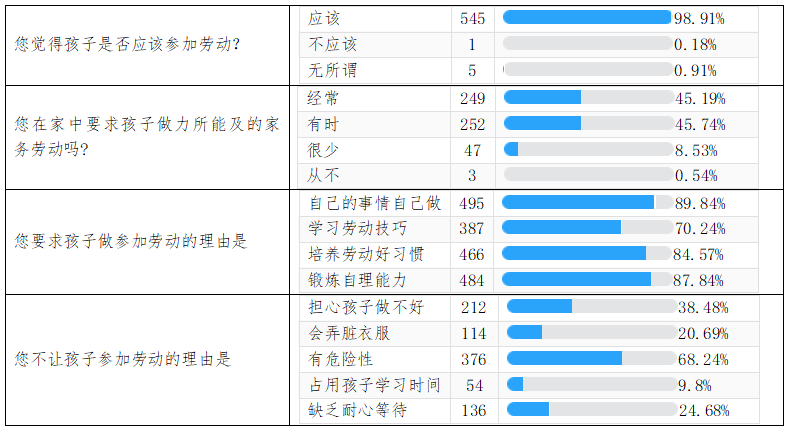 您觉得孩子是否应该参加劳动?
应该 545 98.91%
不应该 1 0.18%
无所谓 5 0.91%
您在家中要求孩子做力所能及的家
务劳动吗?
经常 249 45.19%
有时 252 45.74%
很少 47 8.53%
从不 3 0.54%
您要求孩子做参加劳动的理由是
自己的事情自己做 495 89.84%
学习劳动技巧 387 70.24%
培养劳动好习惯 466 84.57%
锻炼自理能力 484 87.84%
您不让孩子参加劳动的理由是
担心孩子做不好 212 38.48%
会弄脏衣服 114 20.69%
有危险性 376 68.24%
占用孩子学习时间 54 9.8%
缺乏耐心等待 136 24.68%